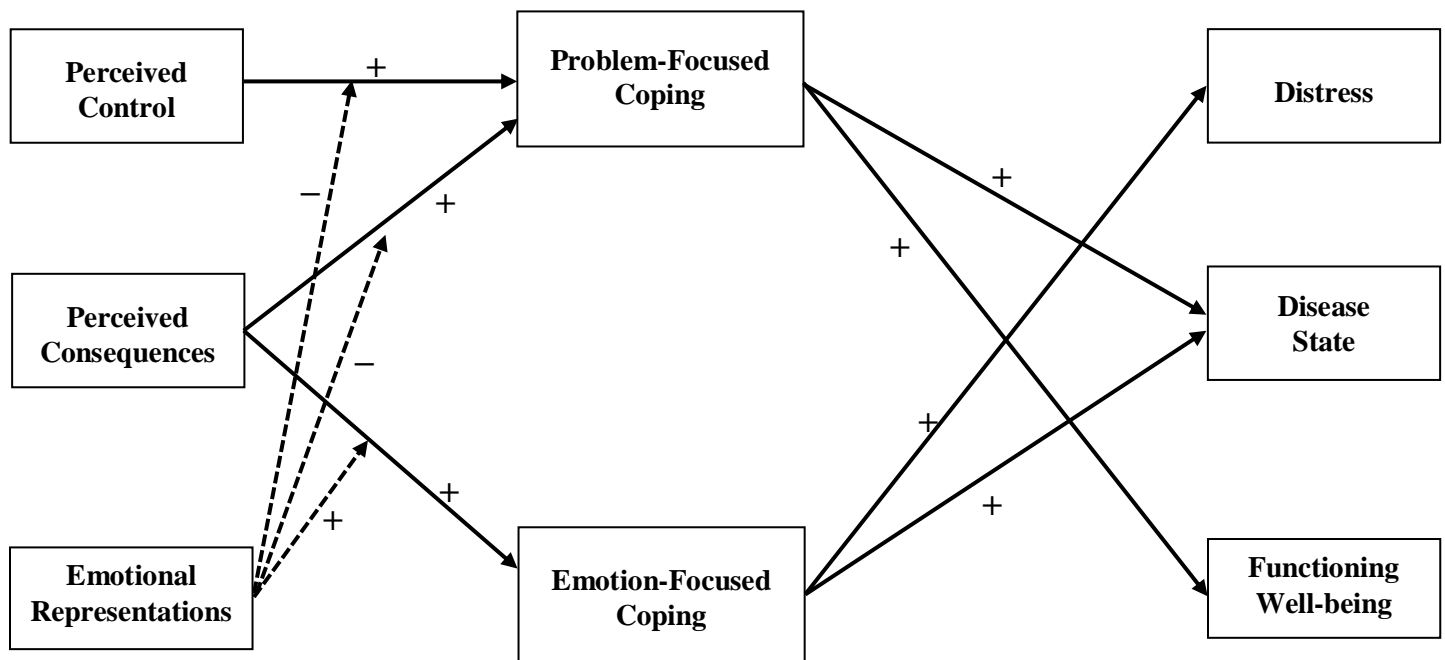 Perceived
Control
+
Problem-Focused
Coping
Distress
−
+
+
+
Perceived
Consequences
−
Disease
State
+
+
+
+
Emotional
Representations
Emotion-Focused
Coping
Functioning
Well-being